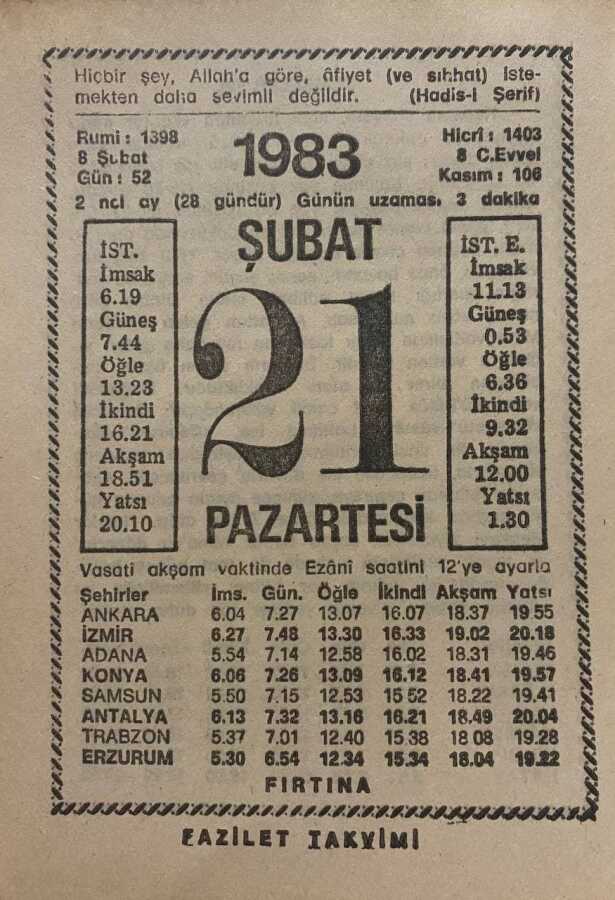 Hiçbir şey, Allah'a göre, âfiyet (ve sıhhat) iste-
mekten daha sevimli değildir. (Hadis-i Şerif)
Rumi : 1398
8 Şubat
Gün : 52
1983
Hicrî : 1403
8 C.Evvel
Kasım : 106
2 nci ay (28 gündür) Günün uzaması 3 dakika
ŞUBAT
İST.
İmsak
6.19
Güneş
7.44
Öğle
13.23
İkindi
16.21
Akşam
18.51
Yatsı
20.10
21
PAZARTESİ
İST. E.
İmsak
11.13
Güneş
0.53
Öğle
6.36
İkindi
9.32
Akşam
12.00
Yatsı
1.30
Vasati akşam vaktinde Ezânî saatini 12'ye ayarla
Şehirler İms. Gün. Öğle İkindi Akşam Yatsı
ANKARA 6.04 7.27 13.07 16.07 18.37 19.55
İZMİR 6.27 7.48 13.30 16.33 19.02 20.18
ADANA 5.54 7.14 12.58 16.02 18.31 19.46
KONYA 6.06 7.26 13.09 16.12 18.41 19.57
SAMSUN 5.50 7.15 12.53 15 52 18.22 19.41
ANTALYA 6.13 7.32 13.16 16.21 18.49 20.04
TRABZON 5.37 7.01 12.40 15.38 18 08 19.28
ERZURUM 5.30 6.54 12.34 15.34 18.04 19.22
FIRTINA
FAZİLET TAKVİMİ